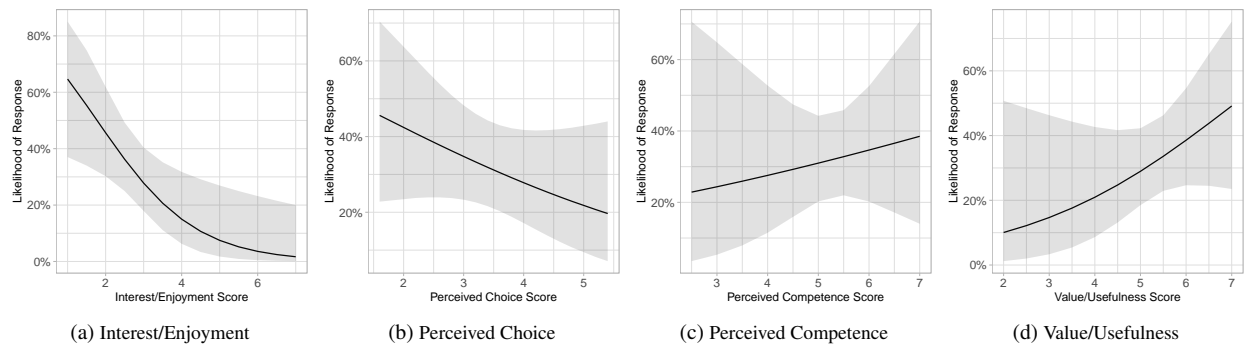 Likelihood of Response
80%
60%
40%
20%
0%
2
4
6
Interest/Enjoyment Score
(a) Interest/Enjoyment
Likelihood of Response
60%
40%
20%
2
3
4
5
Perceived Choice Score
(b) Perceived Choice
Likelihood of Response
60%
40%
20%
3
4
5
6
7
Perceived Competence Score
(c) Perceived Competence
Likelihood of Response
60%
40%
20%
0%
2
3
4
5
6
7
Value/Usefulness Score
(d) Value/Usefulness